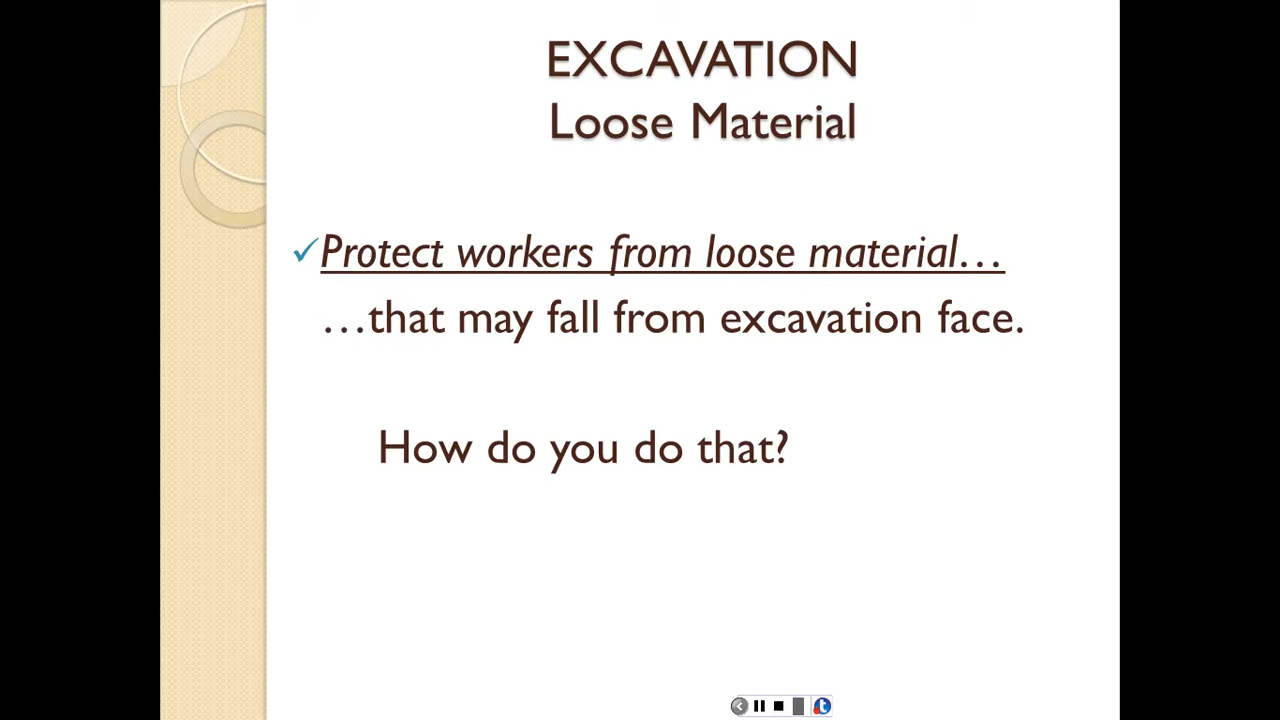 EXCAVATION
Loose Material
✓Protect workers from loose material…
…that may fall from excavation face.
How do you do that?